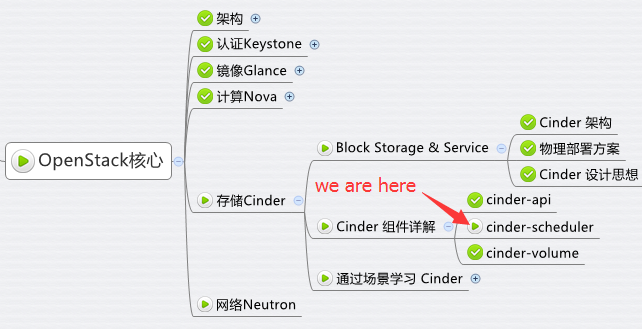 架构
认证Keystone
镜像Glance
计算Nova
OpenStack核心
存储Cinder
Block Storage & Service
Cinder 架构
物理部署方案
Cinder 设计思想
we are here
Cinder 组件详解
cinder-api
cinder-scheduler
cinder-volume
通过场景学习 Cinder
网络Neutron